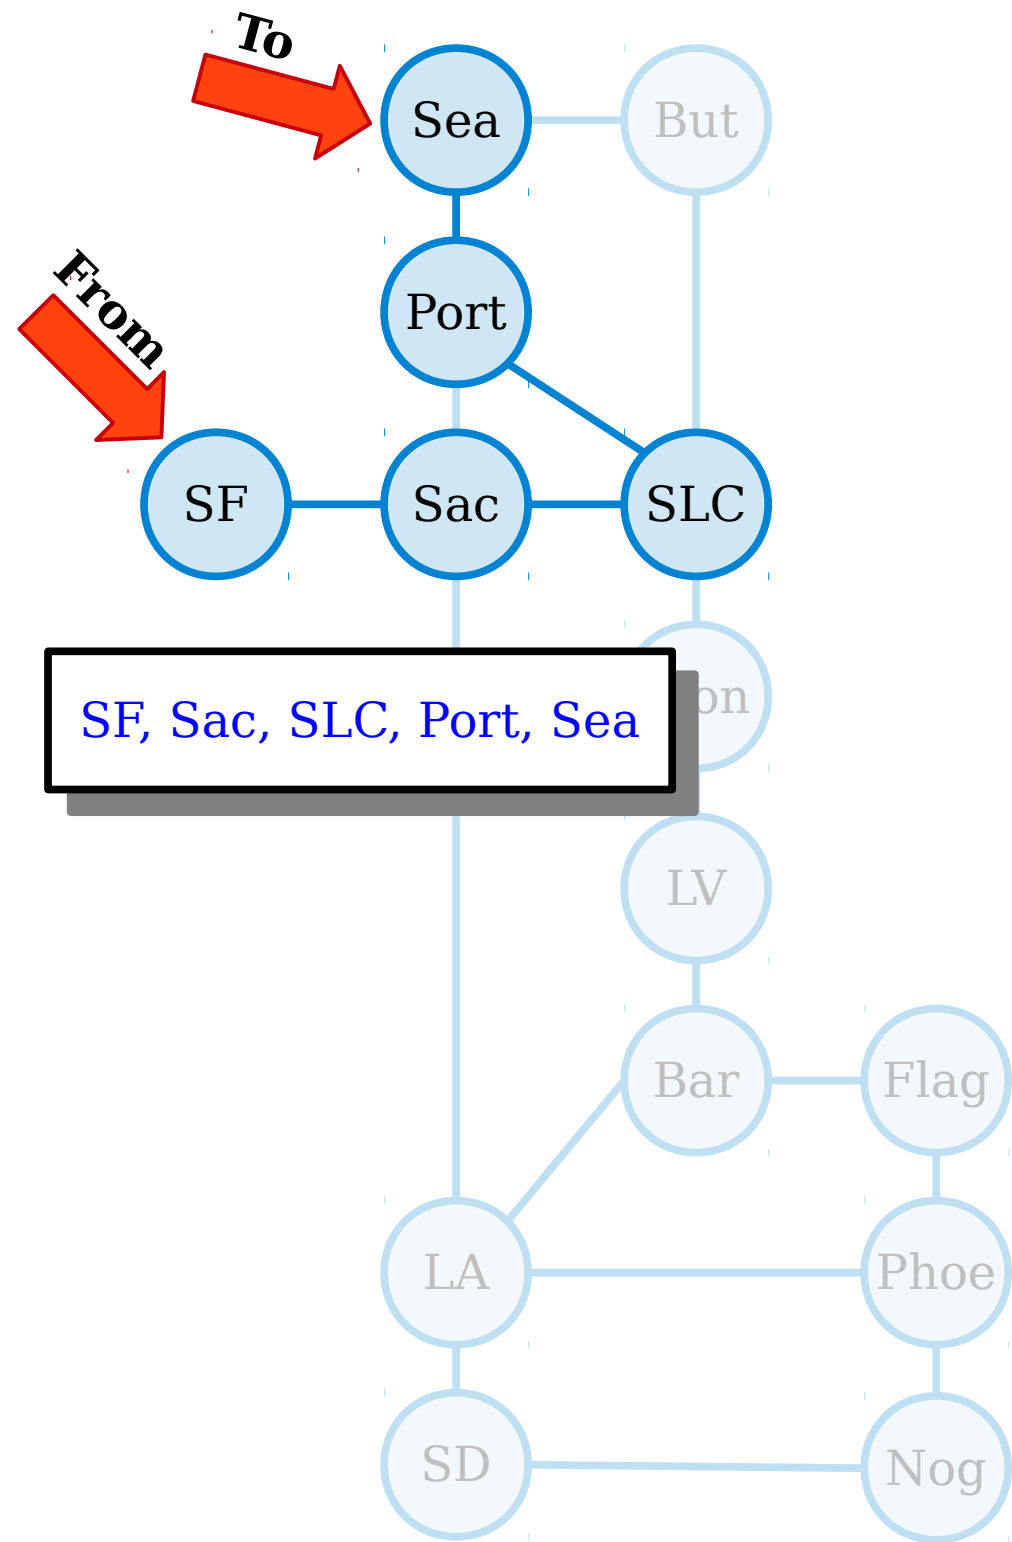 To
Sea
But
From
Port
SF
Sac
SLC
on
SF, Sac, SLC, Port, Sea
LV
Bar
Flag
LA
Phoe
SD
Nog